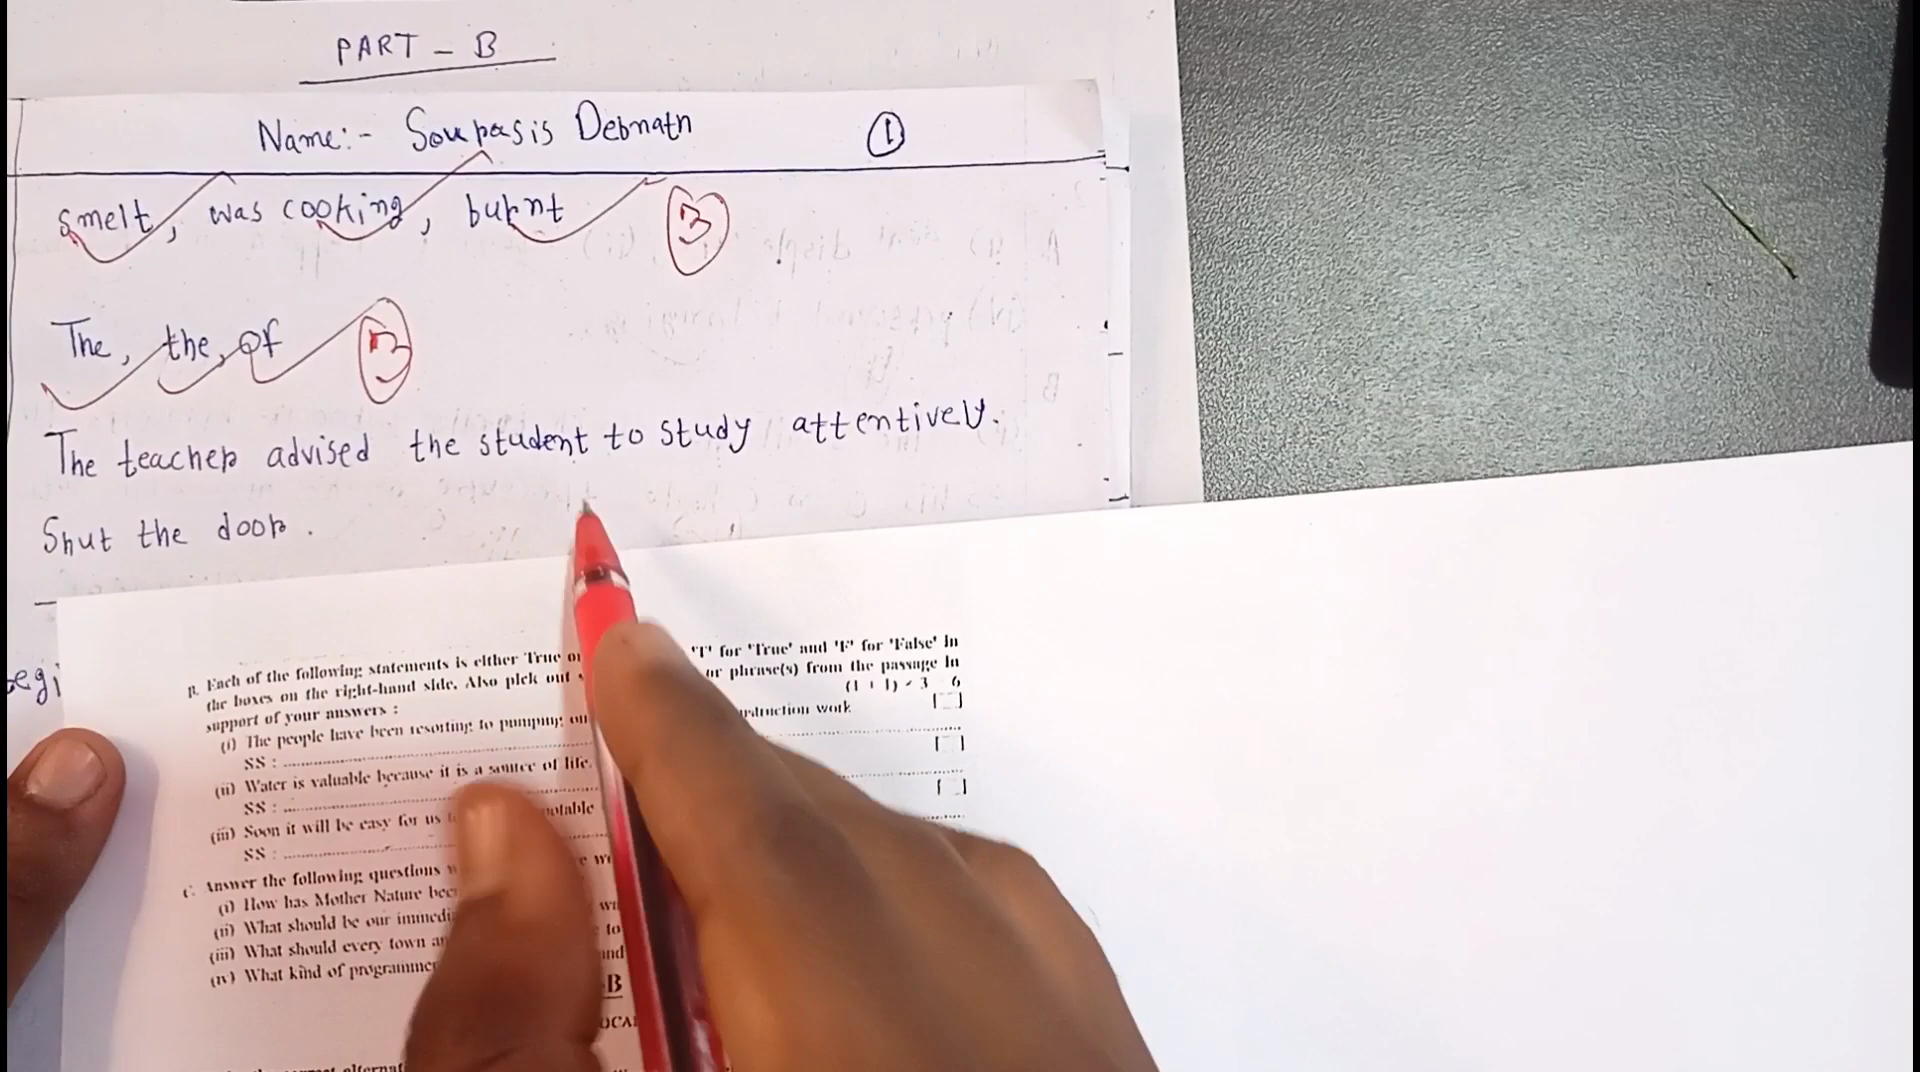 PART - B
Name:- Soupasis Debnath ①
smelt, was cooking, burnt 3
The, the, of 3
The teacher advised the student to study attentively.
Shut the door.
egi
B. Each of the following statements is either True or 'T' for 'True' and 'F' for 'False' in
the boxes on the right-hand side. Also pick out or phrase(s) from the passage in
support of your answers : (1 + 1) × 3 6
(i) The people have been resorting to pumping out work [ ]
SS :
(ii) Water is valuable because it is a source of life. [ ]
SS :
(iii) Soon it will be easy for us [ ]
SS :
C. Answer the following questions
(i) How has Mother Nature
(ii) What should be our
(iii) What should every town to
(iv) What kind of and
-B